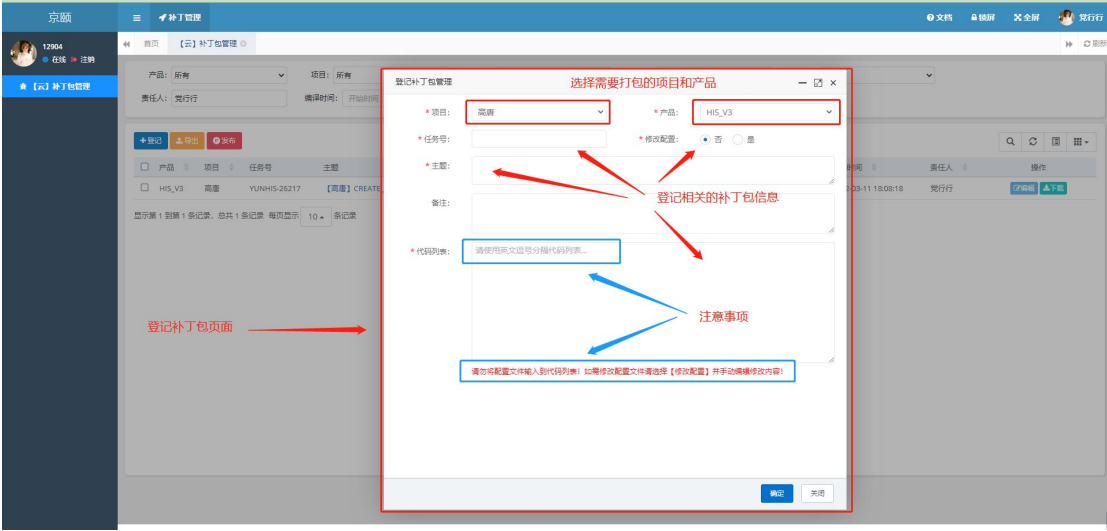 京颐 补丁管理 文档 锁屏 全屏 党行行
12904
在线 注销
首页 【云】补丁包管理 刷新
【云】补丁包管理
产品: 所有 项目: 所有
责任人: 党行行 编译时间: 开始时间
登记补丁包管理 选择需要打包的项目和产品
* 项目: 高唐 * 产品: HIS_V3
+登记 导出 发布
* 任务号: * 修改配置: 否 是
产品 项目 任务号 主题 时间 责任人 操作
* 主题:
HIS_V3 高唐 YUNHIS-26217 【高唐】CREATE 2-03-11 18:08:18 党行行 编辑 下载
登记相关的补丁包信息
备注:
显示第 1 到第 1 条记录，总共 1 条记录 每页显示 10 条记录
* 代码列表: 请使用英文逗号分隔代码列表...
注意事项
登记补丁包页面
请勿将配置文件输入到代码列表! 如需修改配置文件请选择【修改配置】并手动编辑修改内容!
确定 关闭